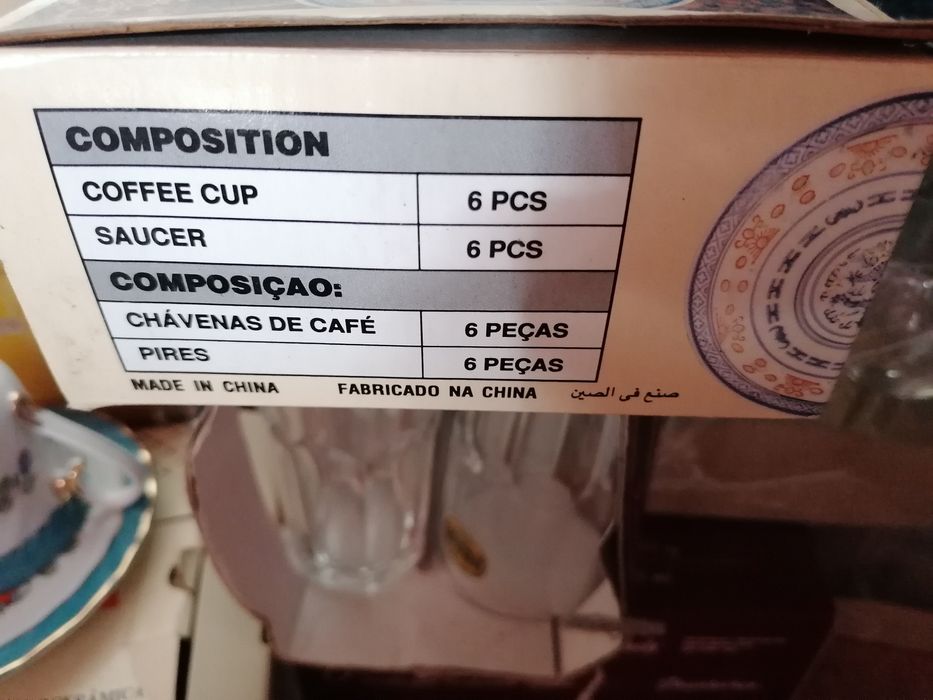 COMPOSITION
COFFEE CUP 6 PCS
SAUCER 6 PCS
COMPOSIÇAO:
CHÁVENAS DE CAFÉ 6 PEÇAS
PIRES 6 PEÇAS
MADE IN CHINA FABRICADO NA CHINA صنع فى الصين